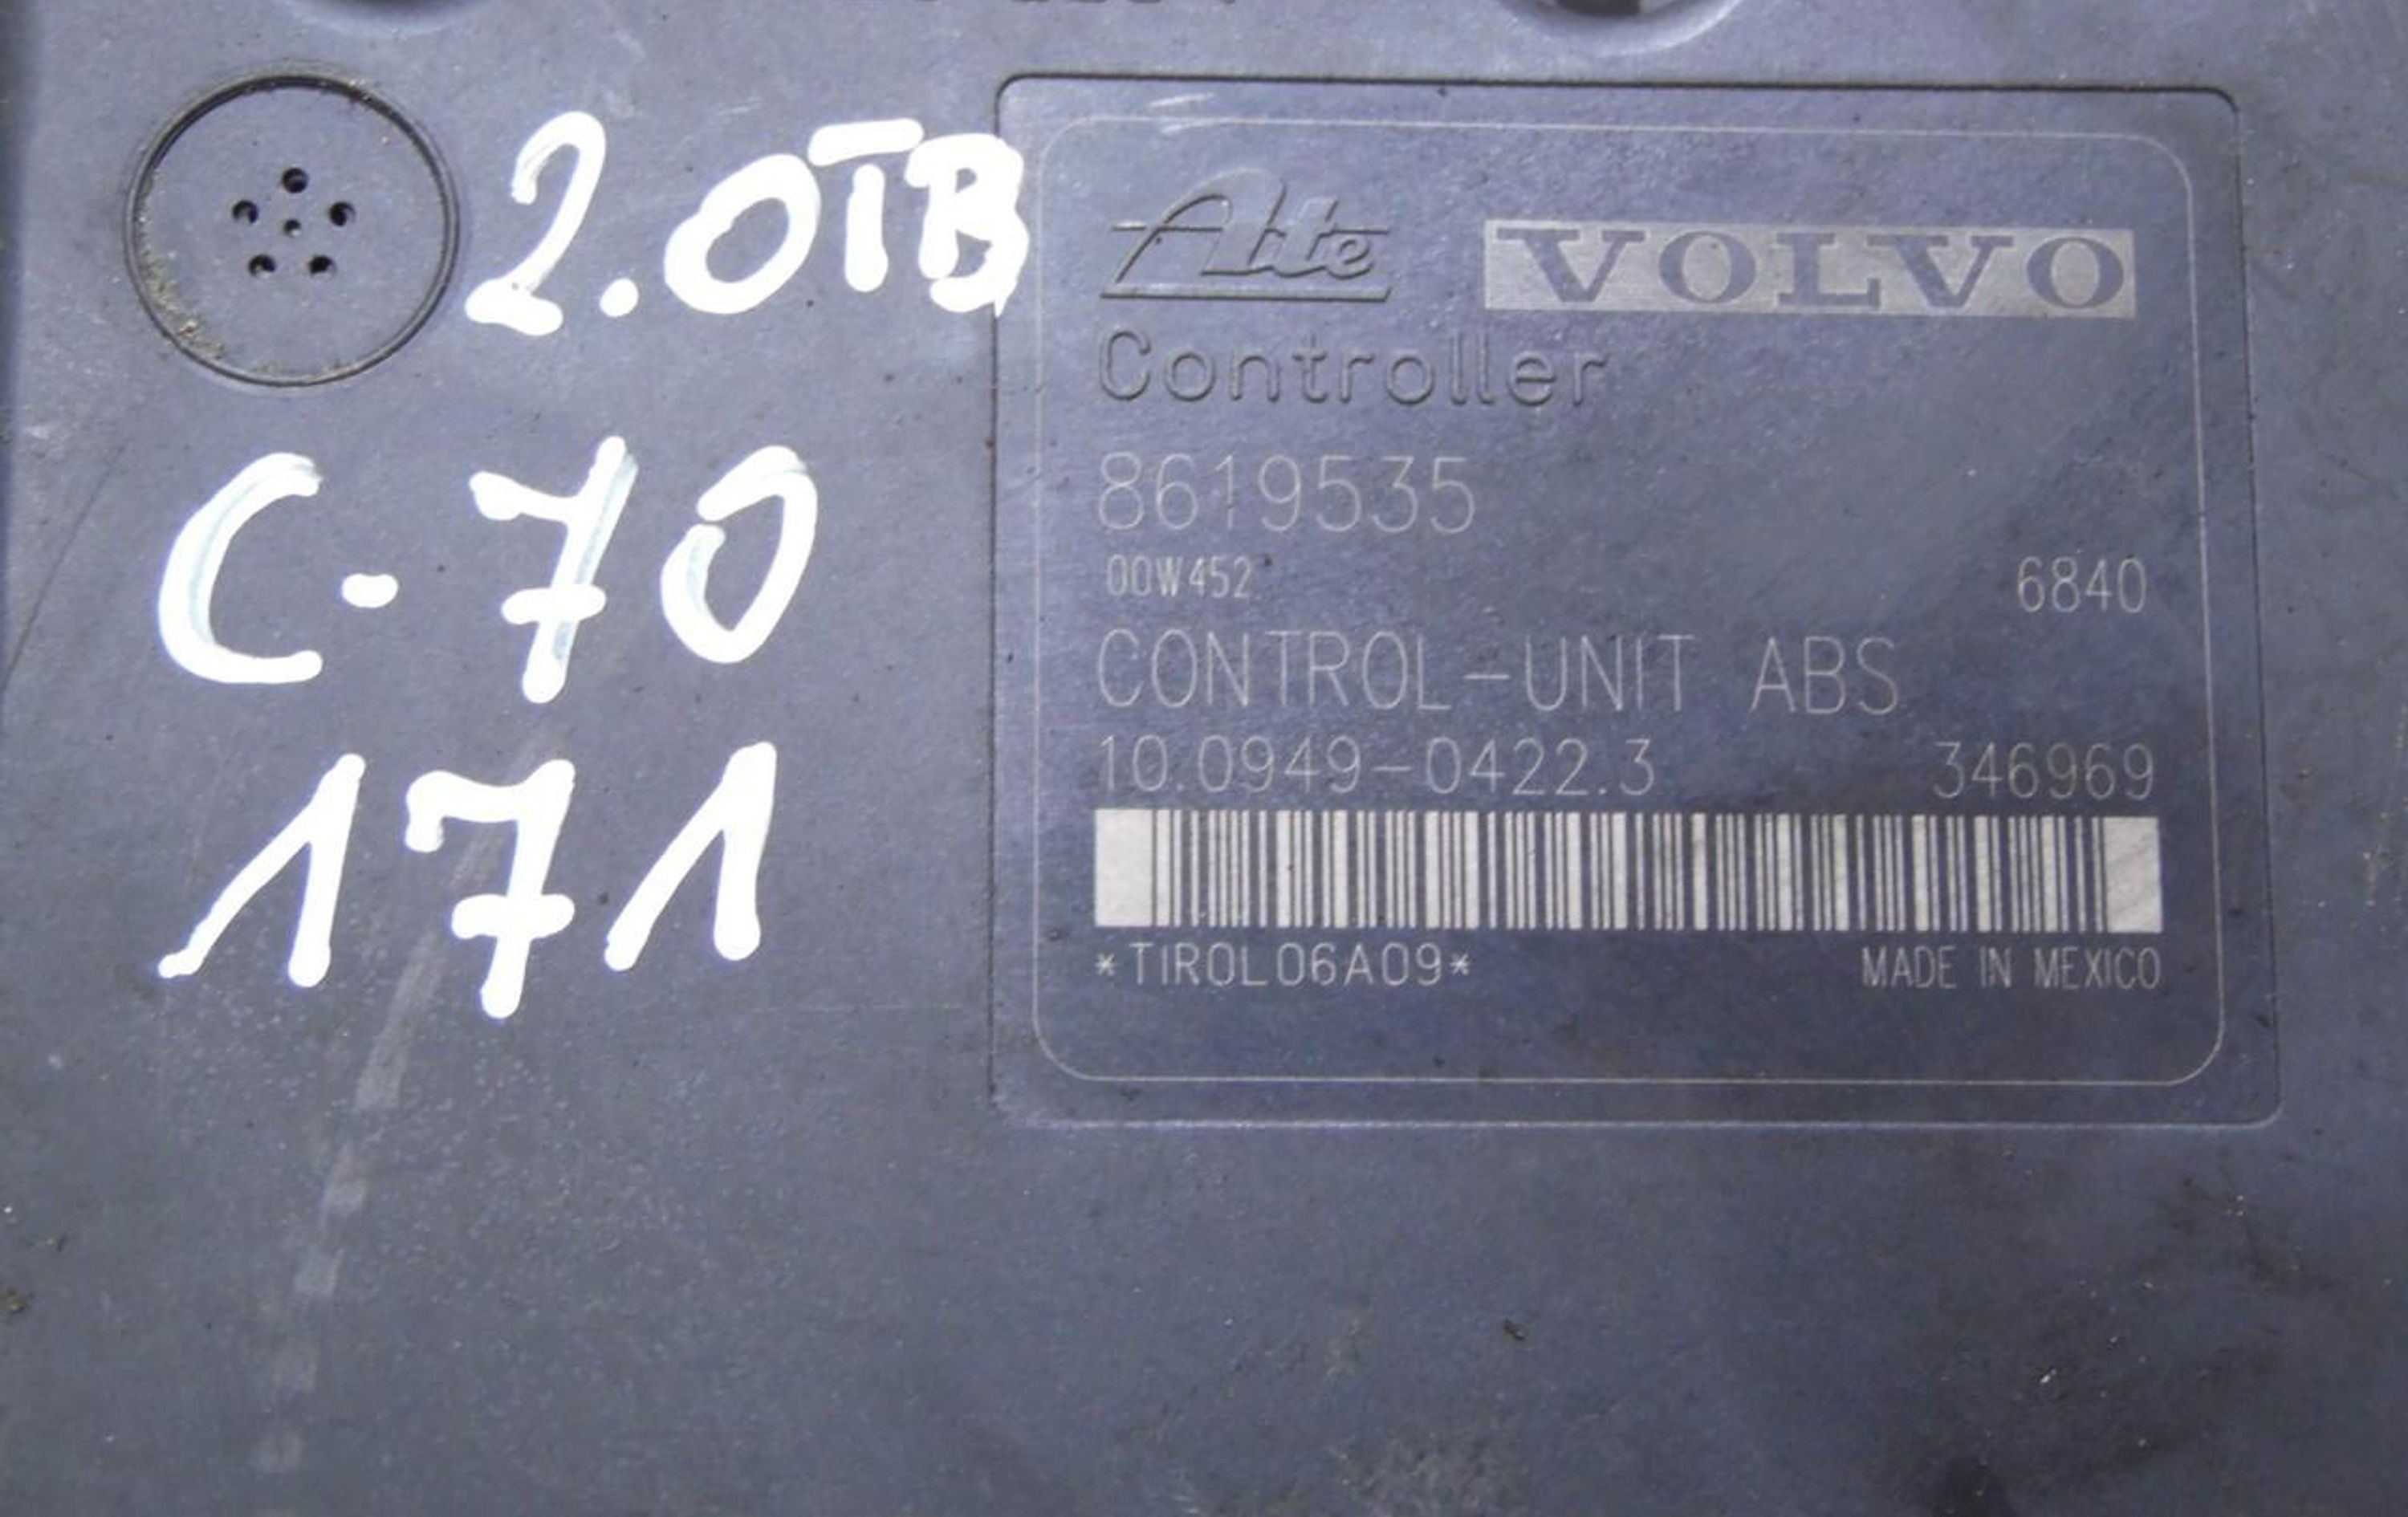 2.0TB
C-70
171
Ate VOLVO
Controller
8619535
00W452 6840
CONTROL-UNIT ABS
10.0949-0422.3 346969
*TIROL06A09* MADE IN MEXICO